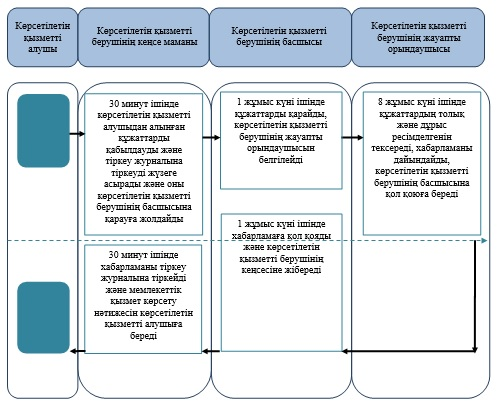 Көрсетілетін
қызметті
алушы
Көрсетілетін қызметті
берушінің кеңсе маманы
Көрсетілетін қызметті
берушінің басшысы
Көрсетілетін қызметті
берушінің жауапты
орындаушысы
30 минут ішінде
көрсетілетін қызметті
алушыдан алынған
құжаттарды
қабылдауды және
тіркеу журналына
тіркеуді жүзеге
асырады және оны
көрсетілетін қызметті
берушінің басшысына
қарауға жолдайды
1 жұмыс күні ішінде
құжаттарды қарайды,
көрсетілетін қызметті
берушінің жауапты
орындаушысын
белгілейді
8 жұмыс күні ішінде
құжаттардың толық
және дұрыс
ресімделгенін
тексереді, хабарламаны
дайындайды,
көрсетілетін қызметті
берушінің басшысына
қол қоюға береді
1 жұмыс күні ішінде
хабарламаға қол қояды
және көрсетілетін
қызметті берушінің
кеңсесіне жібереді
30 минут ішінде
хабарламаны тіркеу
журналына тіркейді
және мемлекеттік
қызмет көрсету
нәтижесін көрсетілетін
қызметті алушыға
береді